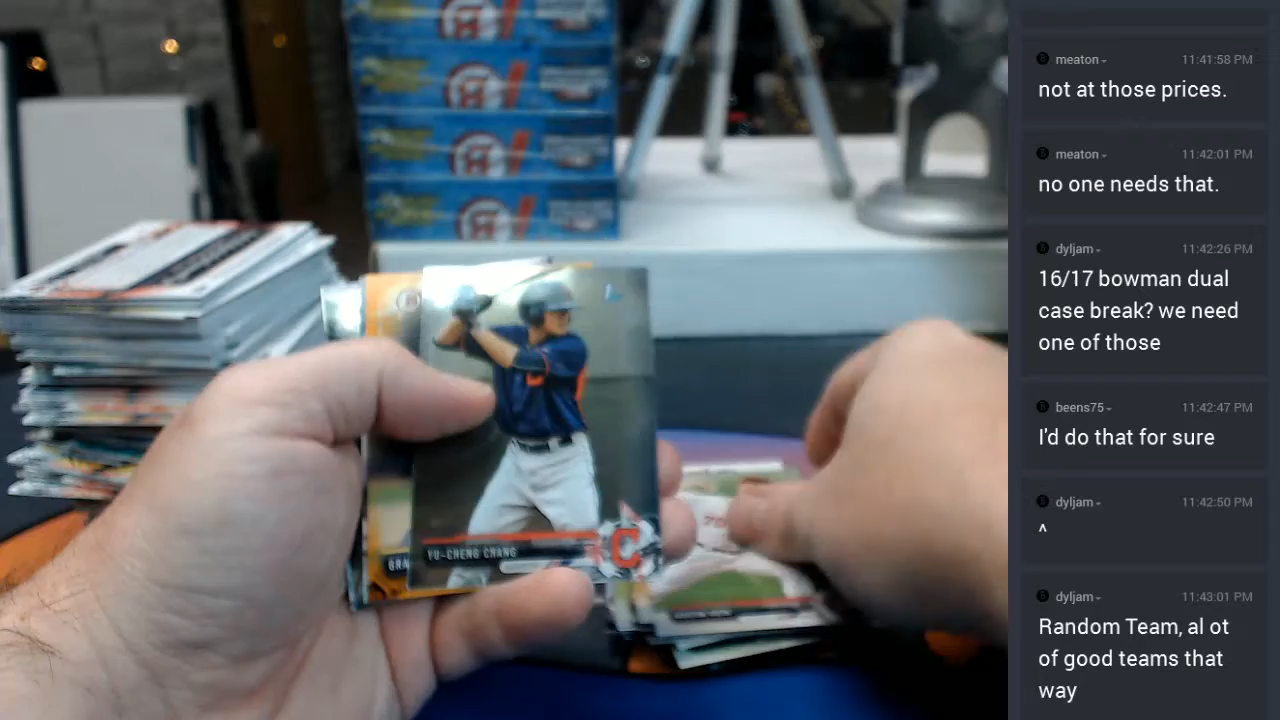 meaton 11:41:58 PM
not at those prices.
meaton 11:42:01 PM
no one needs that.
dyljam 11:42:26 PM
16/17 bowman dual
case break? we need
one of those
beens75 11:42:47 PM
I'd do that for sure
dyljam 11:42:50 PM
^
dyljam 11:43:01 PM
Random Team, al ot
of good teams that
way
YU-CHENG CHANG
C
GRA